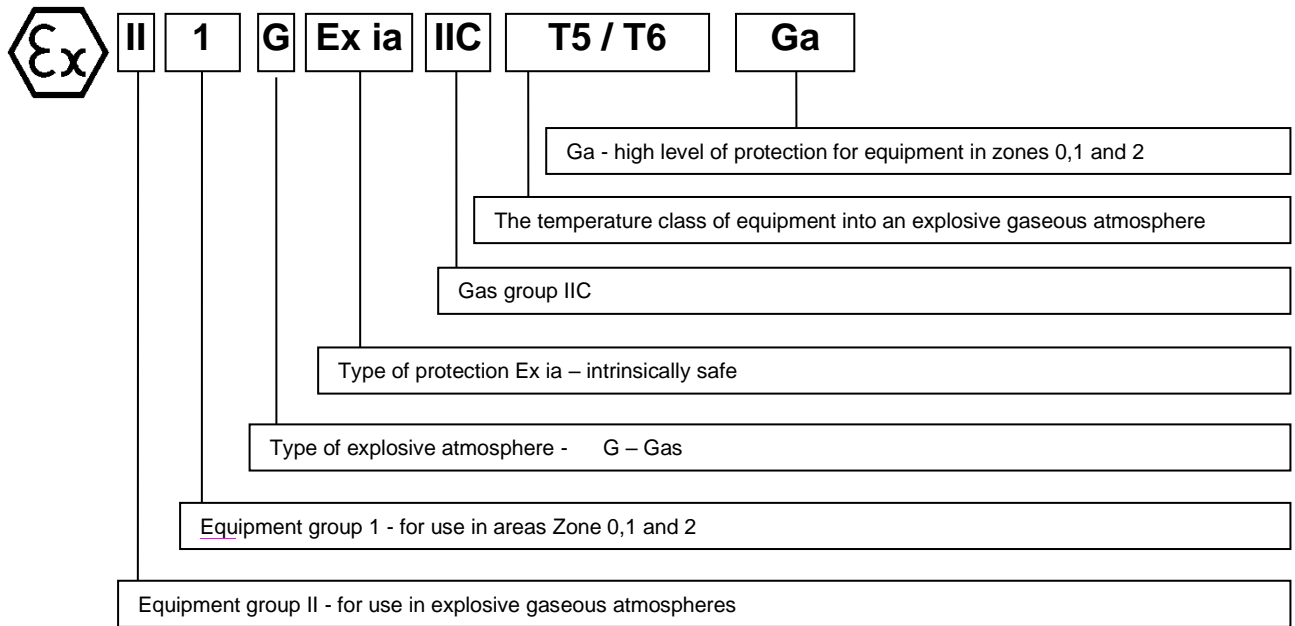 Ex II 1 G Ex ia IIC T5 / T6 Ga
Ga - high level of protection for equipment in zones 0,1 and 2
The temperature class of equipment into an explosive gaseous atmosphere
Gas group IIC
Type of protection Ex ia – intrinsically safe
Type of explosive atmosphere - G – Gas
Equipment group 1 - for use in areas Zone 0,1 and 2
Equipment group II - for use in explosive gaseous atmospheres